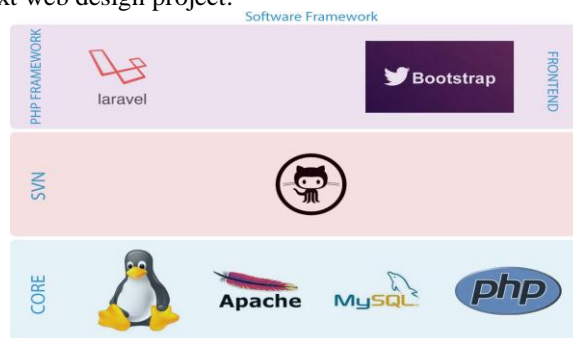 xt web design project.
Software Framework
PHP FRAMEWORK
laravel
Bootstrap
FRONTEND
SVN
CORE
Apache
MySQL
php